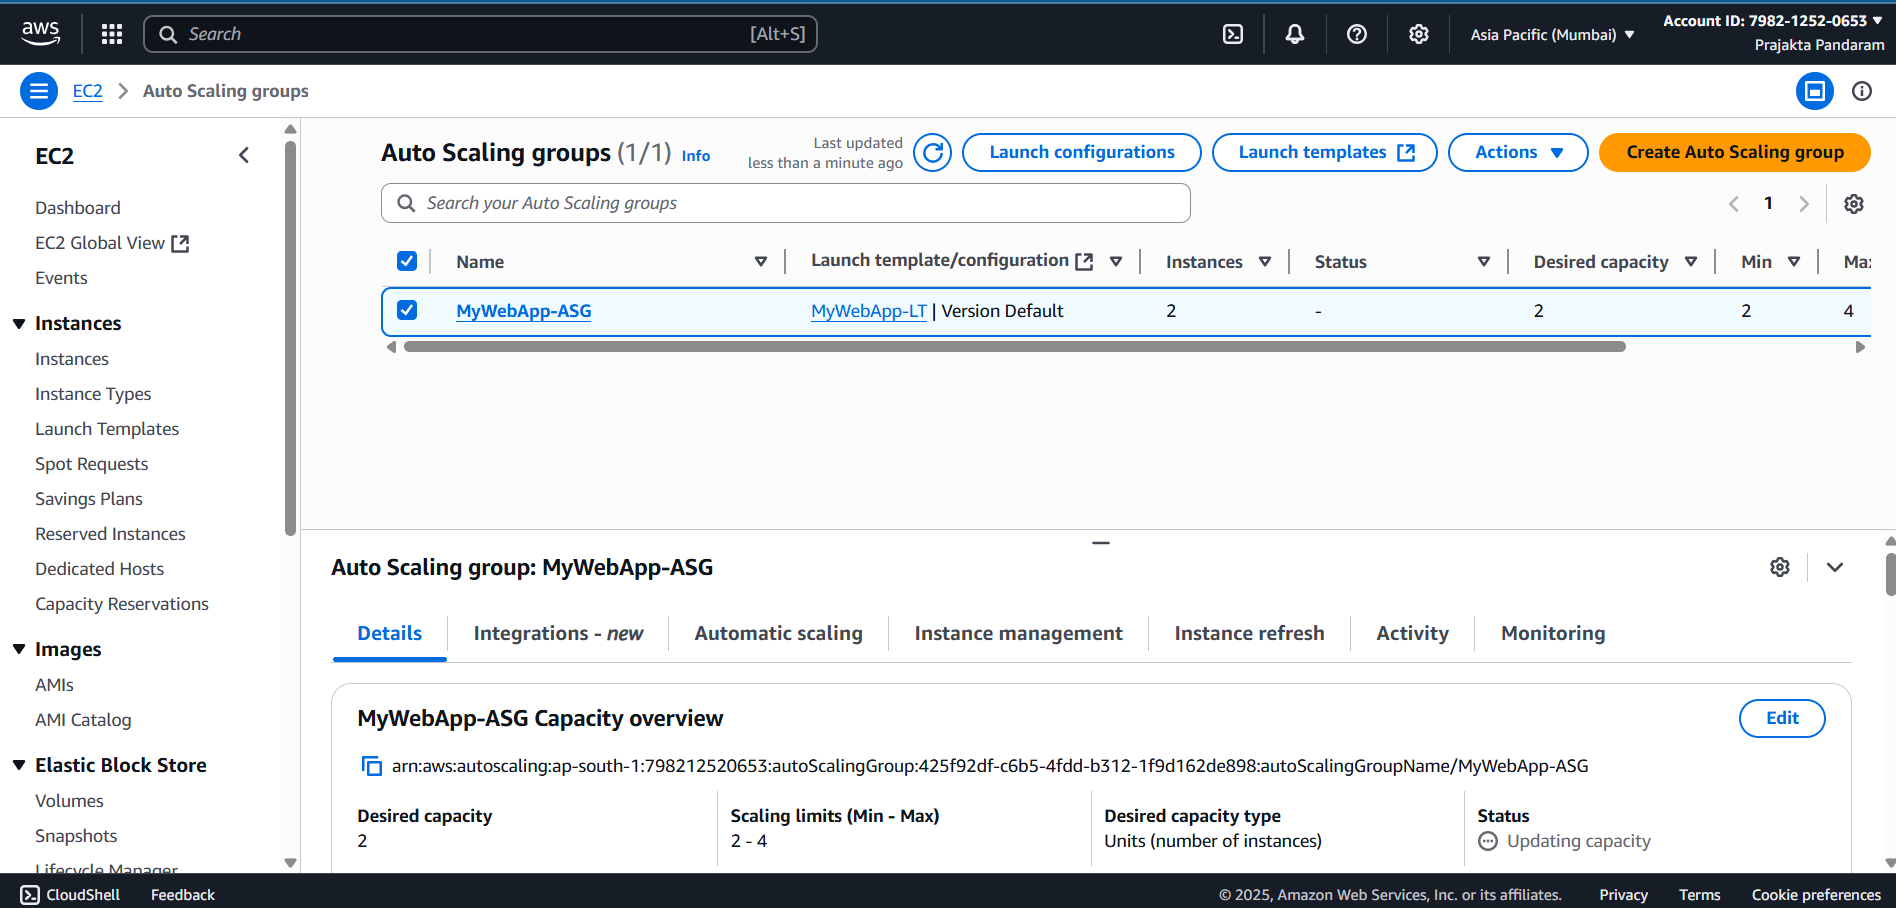 aws
Search [Alt+S]
Asia Pacific (Mumbai)
Account ID: 7982-1252-0653
Prajakta Pandaram
EC2 Auto Scaling groups
EC2
Dashboard
EC2 Global View
Events
Instances
Instances
Instance Types
Launch Templates
Spot Requests
Savings Plans
Reserved Instances
Dedicated Hosts
Capacity Reservations
Images
AMIs
AMI Catalog
Elastic Block Store
Volumes
Snapshots
Lifecycle Manager
Auto Scaling groups (1/1) Info
Last updated
less than a minute ago
Launch configurations
Launch templates
Actions
Create Auto Scaling group
Search your Auto Scaling groups
1
Name Launch template/configuration Instances Status Desired capacity Min Max
MyWebApp-ASG MyWebApp-LT | Version Default 2 - 2 2 4
Auto Scaling group: MyWebApp-ASG
Details Integrations - new Automatic scaling Instance management Instance refresh Activity Monitoring
MyWebApp-ASG Capacity overview
Edit
arn:aws:autoscaling:ap-south-1:798212520653:autoScalingGroup:425f92df-c6b5-4fdd-b312-1f9d162de898:autoScalingGroupName/MyWebApp-ASG
Desired capacity
2
Scaling limits (Min - Max)
2 - 4
Desired capacity type
Units (number of instances)
Status
Updating capacity
CloudShell Feedback © 2025, Amazon Web Services, Inc. or its affiliates. Privacy Terms Cookie preferences